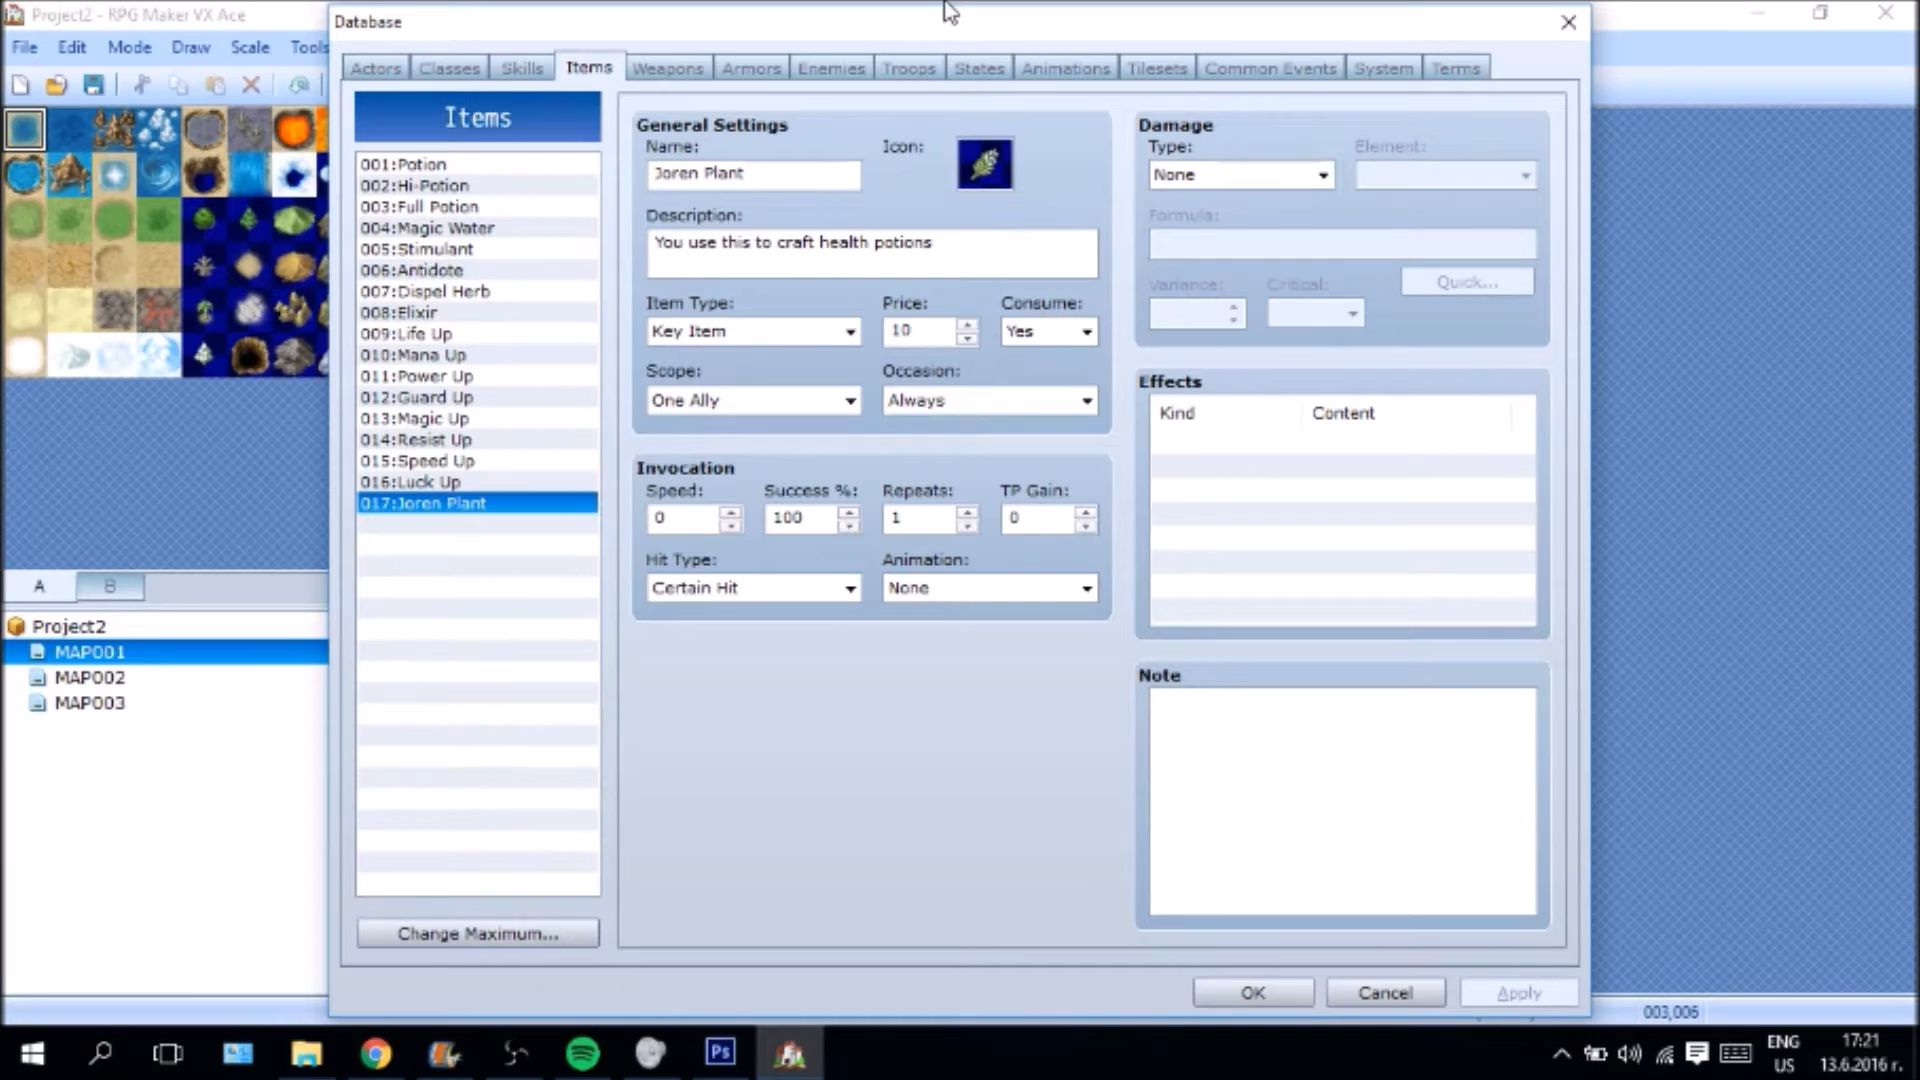 Project2 - RPG Maker VX Ace
File Edit Mode Draw Scale Tools
Database
Actors Classes Skills Items Weapons Armors Enemies Troops States Animations Tilesets Common Events System Terms
Items
001:Potion
002:Hi-Potion
003:Full Potion
004:Magic Water
005:Stimulant
006:Antidote
007:Dispel Herb
008:Elixir
009:Life Up
010:Mana Up
011:Power Up
012:Guard Up
013:Magic Up
014:Resist Up
015:Speed Up
016:Luck Up
017:Joren Plant
Change Maximum...
General Settings
Name:
Icon:
Joren Plant
Description:
You use this to craft health potions
Item Type:
Price:
Consume:
Key Item
10
Yes
Scope:
Occasion:
One Ally
Always
Invocation
Speed:
Success %:
Repeats:
TP Gain:
0
100
1
0
Hit Type:
Animation:
Certain Hit
None
Damage
Type:
Element:
None
Formula:
Variance:
Critical:
Quick...
Effects
Kind
Content
Note
OK
Cancel
Apply
A
B
Project2
MAP001
MAP002
MAP003
003,006
Ps
ENG
US
17:21
13.6.2016 г.